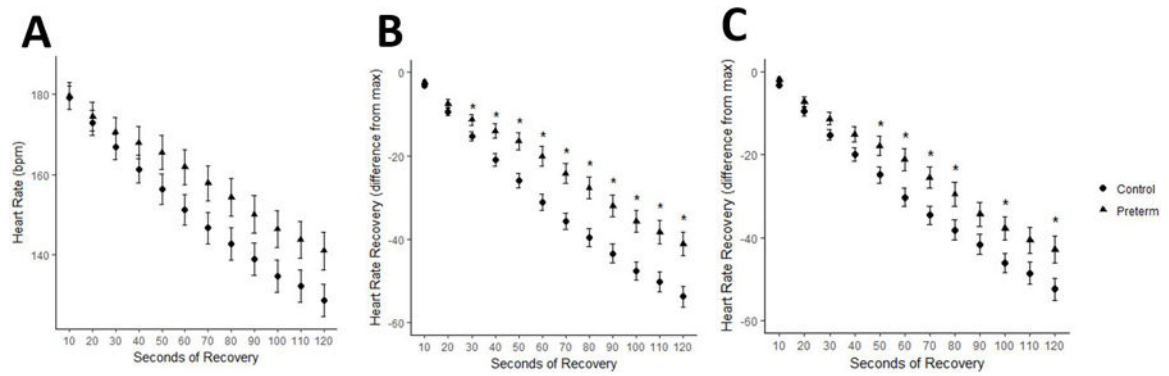 A
Heart Rate (bpm)
180
160
140
10 20 30 40 50 60 70 80 90 100 110 120
Seconds of Recovery
B
Heart Rate Recovery (difference from max)
0
-20
-40
-60
* * * * * * * * * *
10 20 30 40 50 60 70 80 90 100 110 120
Seconds of Recovery
C
Heart Rate Recovery (difference from max)
0
-20
-40
-60
* * * * * *
10 20 30 40 50 60 70 80 90 100 110 120
Seconds of Recovery
Control
Preterm